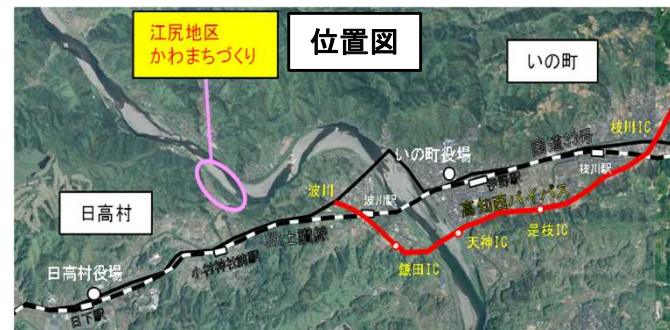 江尻地区
かわまちづくり
位置図
いの町
枝川IC
国道33号
いの町役場
伊野駅
枝川駅
波川
波川駅
高知西バイパス
日高村
JR土讃線
是枝IC
天神IC
小村神社前駅
鎌田IC
日高村役場
日下駅